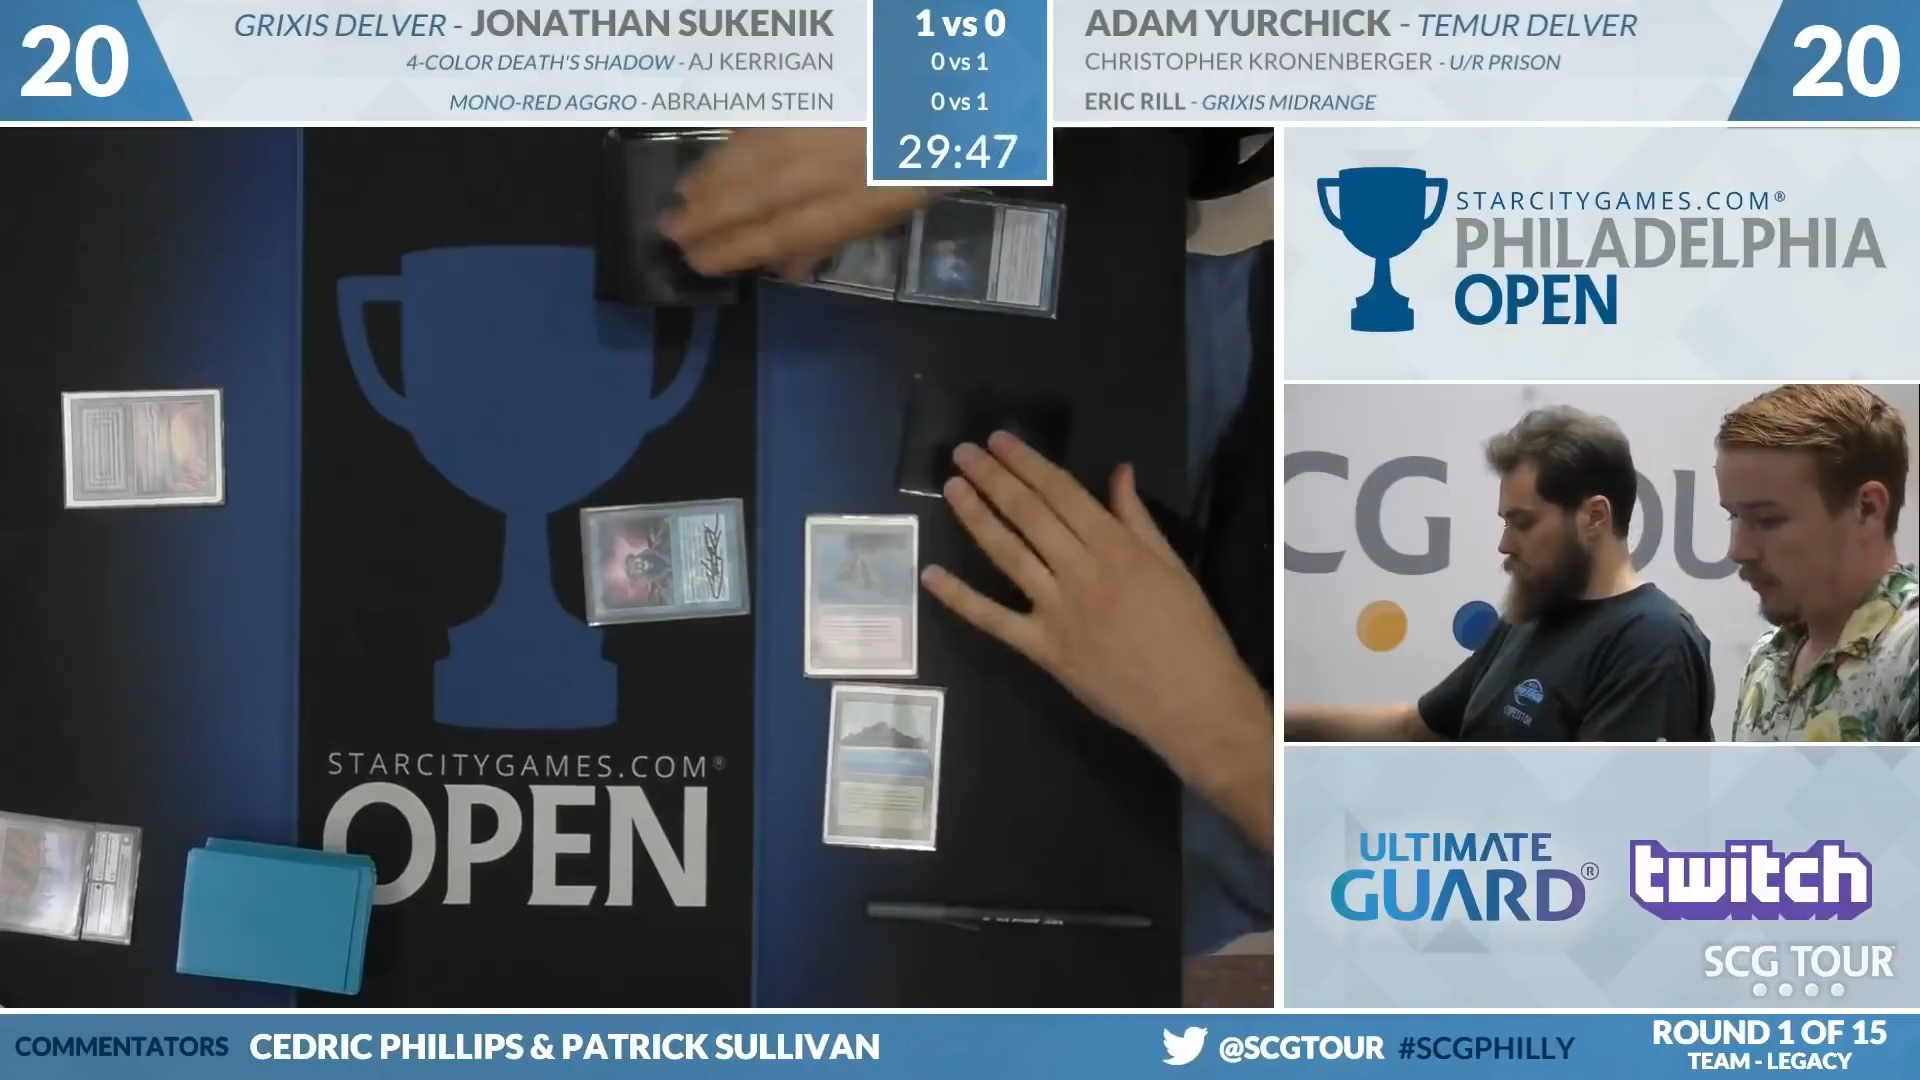 20
GRIXIS DELVER - JONATHAN SUKENIK
4-COLOR DEATH'S SHADOW - AJ KERRIGAN
MONO-RED AGGRO - ABRAHAM STEIN
1 vs 0
0 vs 1
0 vs 1
29:47
ADAM YURCHICK - TEMUR DELVER
CHRISTOPHER KRONENBERGER - U/R PRISON
ERIC RILL - GRIXIS MIDRANGE
20
STARCITYGAMES.COM®
PHILADELPHIA
OPEN
STARCITYGAMES.COM®
OPEN
CG OU
ULTIMATE
GUARD®
twitch
SCG TOUR
COMMENTATORS CEDRIC PHILLIPS & PATRICK SULLIVAN
@SCGTOUR #SCGPHILLY
ROUND 1 OF 15
TEAM - LEGACY